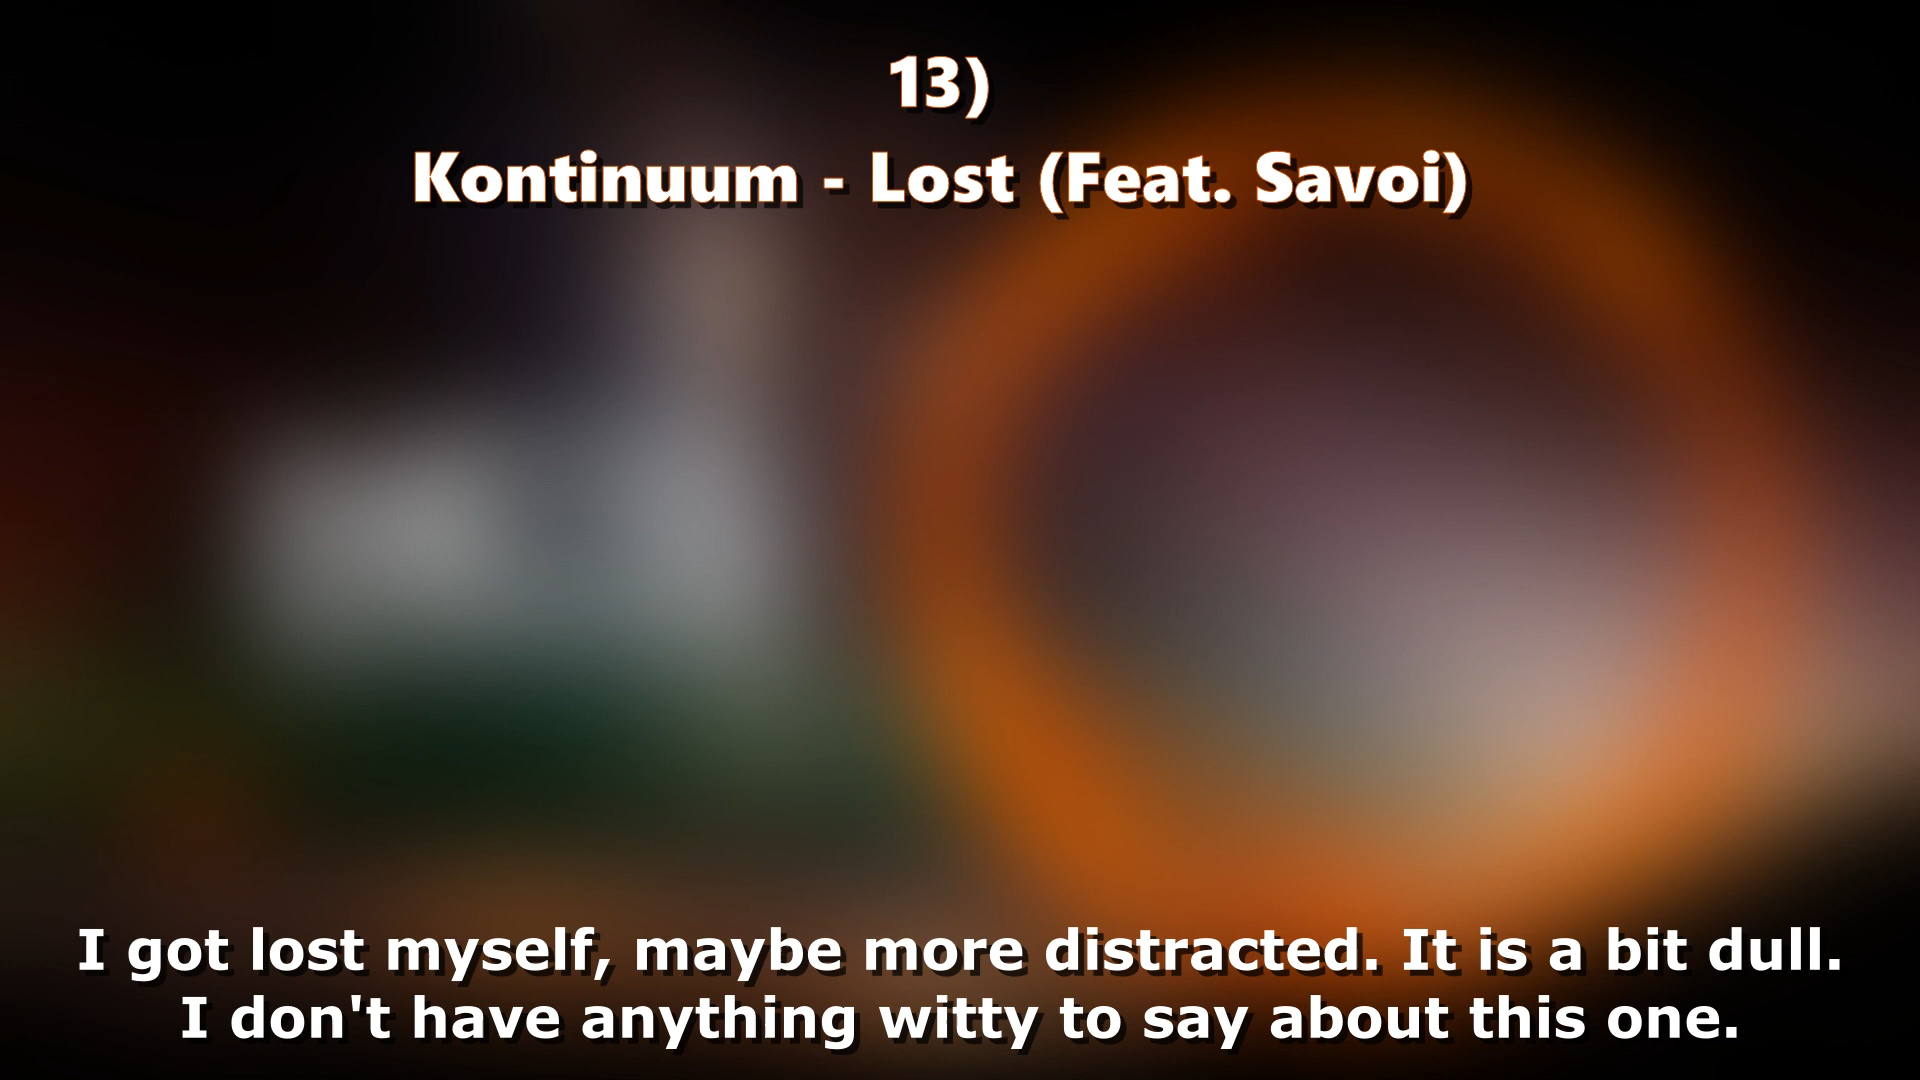 13)
Kontinuum - Lost (Feat. Savoi)
I got lost myself, maybe more distracted. It is a bit dull.
I don't have anything witty to say about this one.